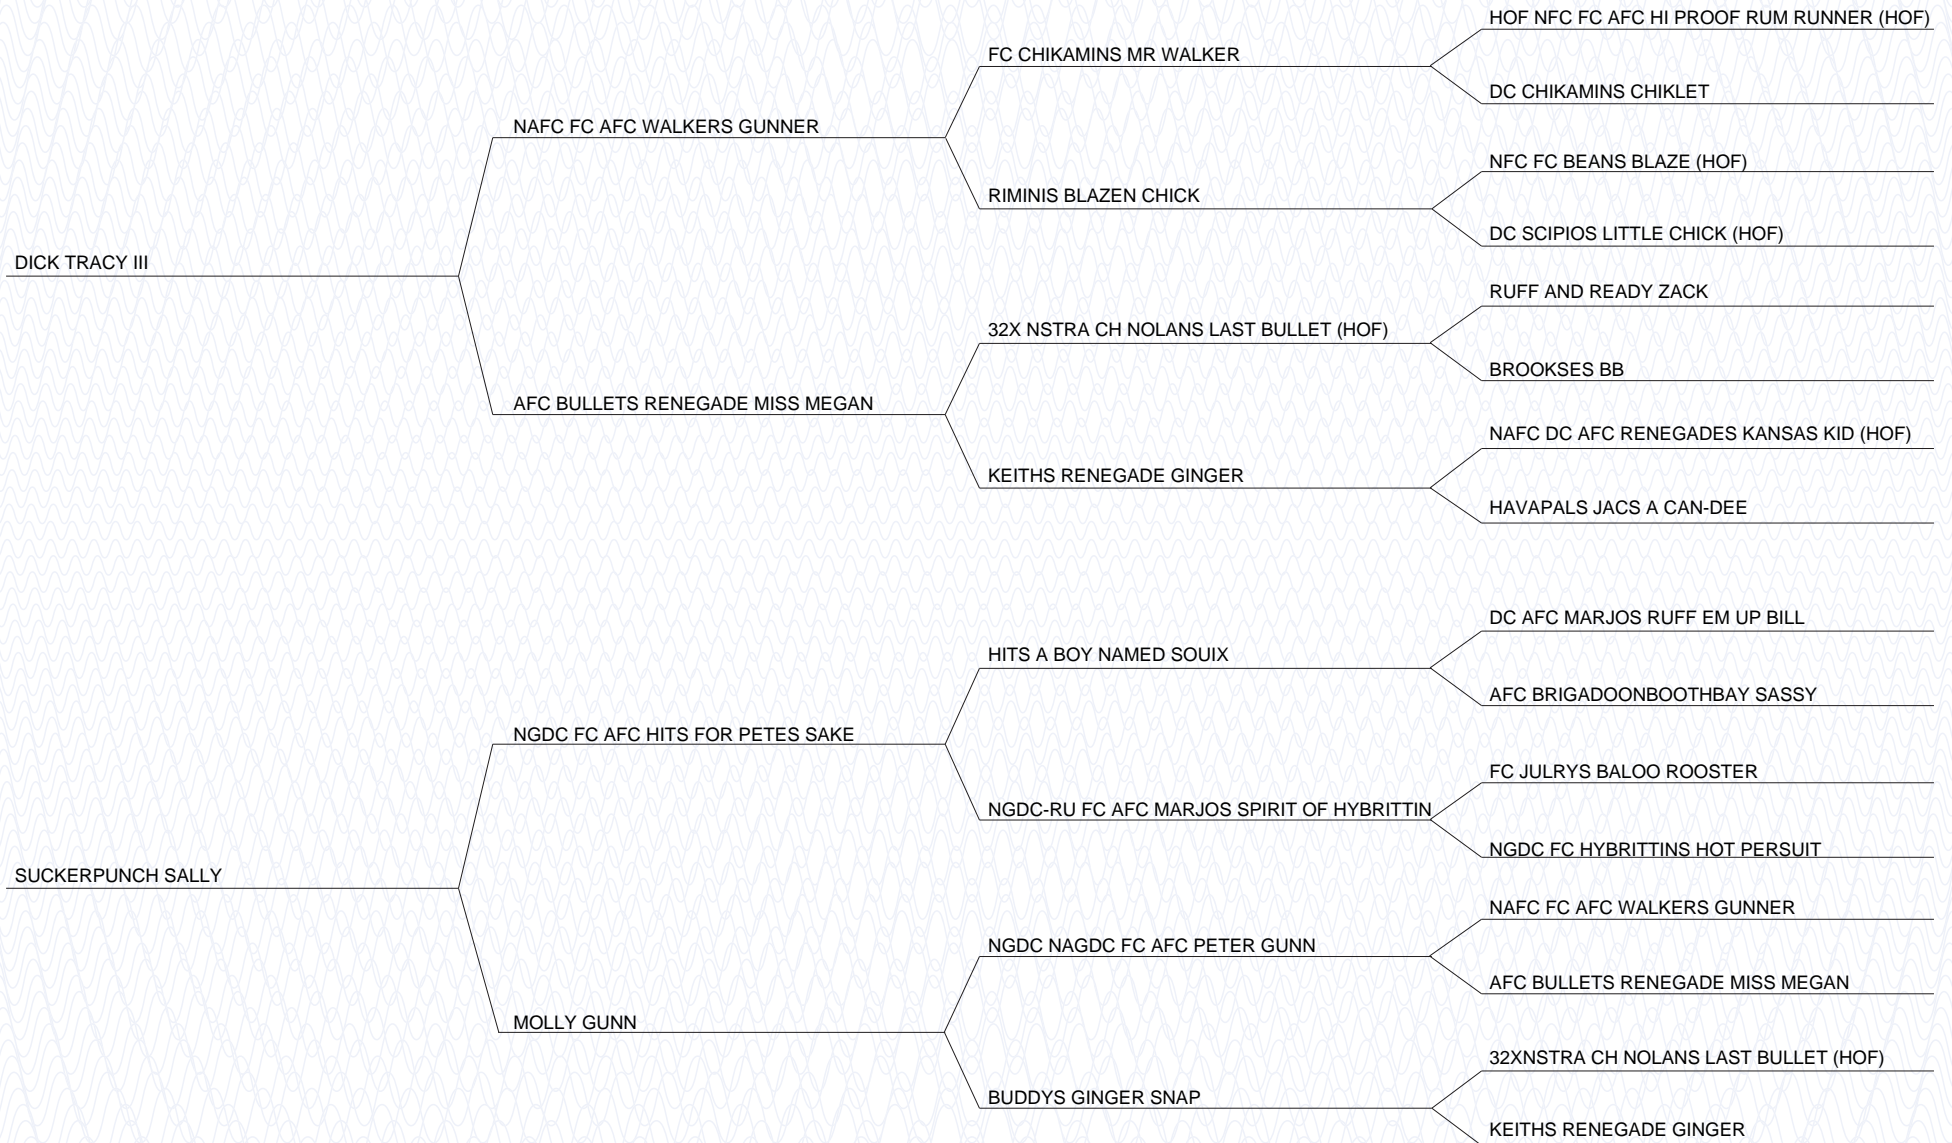 HOF NFC FC AFC HI PROOF RUM RUNNER (HOF)
FC CHIKAMINS MR WALKER
DC CHIKAMINS CHIKLET
NAFC FC AFC WALKERS GUNNER
NFC FC BEANS BLAZE (HOF)
RIMINIS BLAZEN CHICK
DC SCIPIOS LITTLE CHICK (HOF)
DICK TRACY III
RUFF AND READY ZACK
32X NSTRA CH NOLANS LAST BULLET (HOF)
BROOKSES BB
AFC BULLETS RENEGADE MISS MEGAN
NAFC DC AFC RENEGADES KANSAS KID (HOF)
KEITHS RENEGADE GINGER
HAVAPALS JACS A CAN-DEE
DC AFC MARJOS RUFF EM UP BILL
HITS A BOY NAMED SOUIX
AFC BRIGADOONBOOTHBAY SASSY
NGDC FC AFC HITS FOR PETES SAKE
FC JULRYS BALOO ROOSTER
NGDC-RU FC AFC MARJOS SPIRIT OF HYBRITTIN
NGDC FC HYBRITTINS HOT PERSUIT
SUCKERPUNCH SALLY
NAFC FC AFC WALKERS GUNNER
NGDC NAGDC FC AFC PETER GUNN
AFC BULLETS RENEGADE MISS MEGAN
MOLLY GUNN
32XNSTRA CH NOLANS LAST BULLET (HOF)
BUDDYS GINGER SNAP
KEITHS RENEGADE GINGER